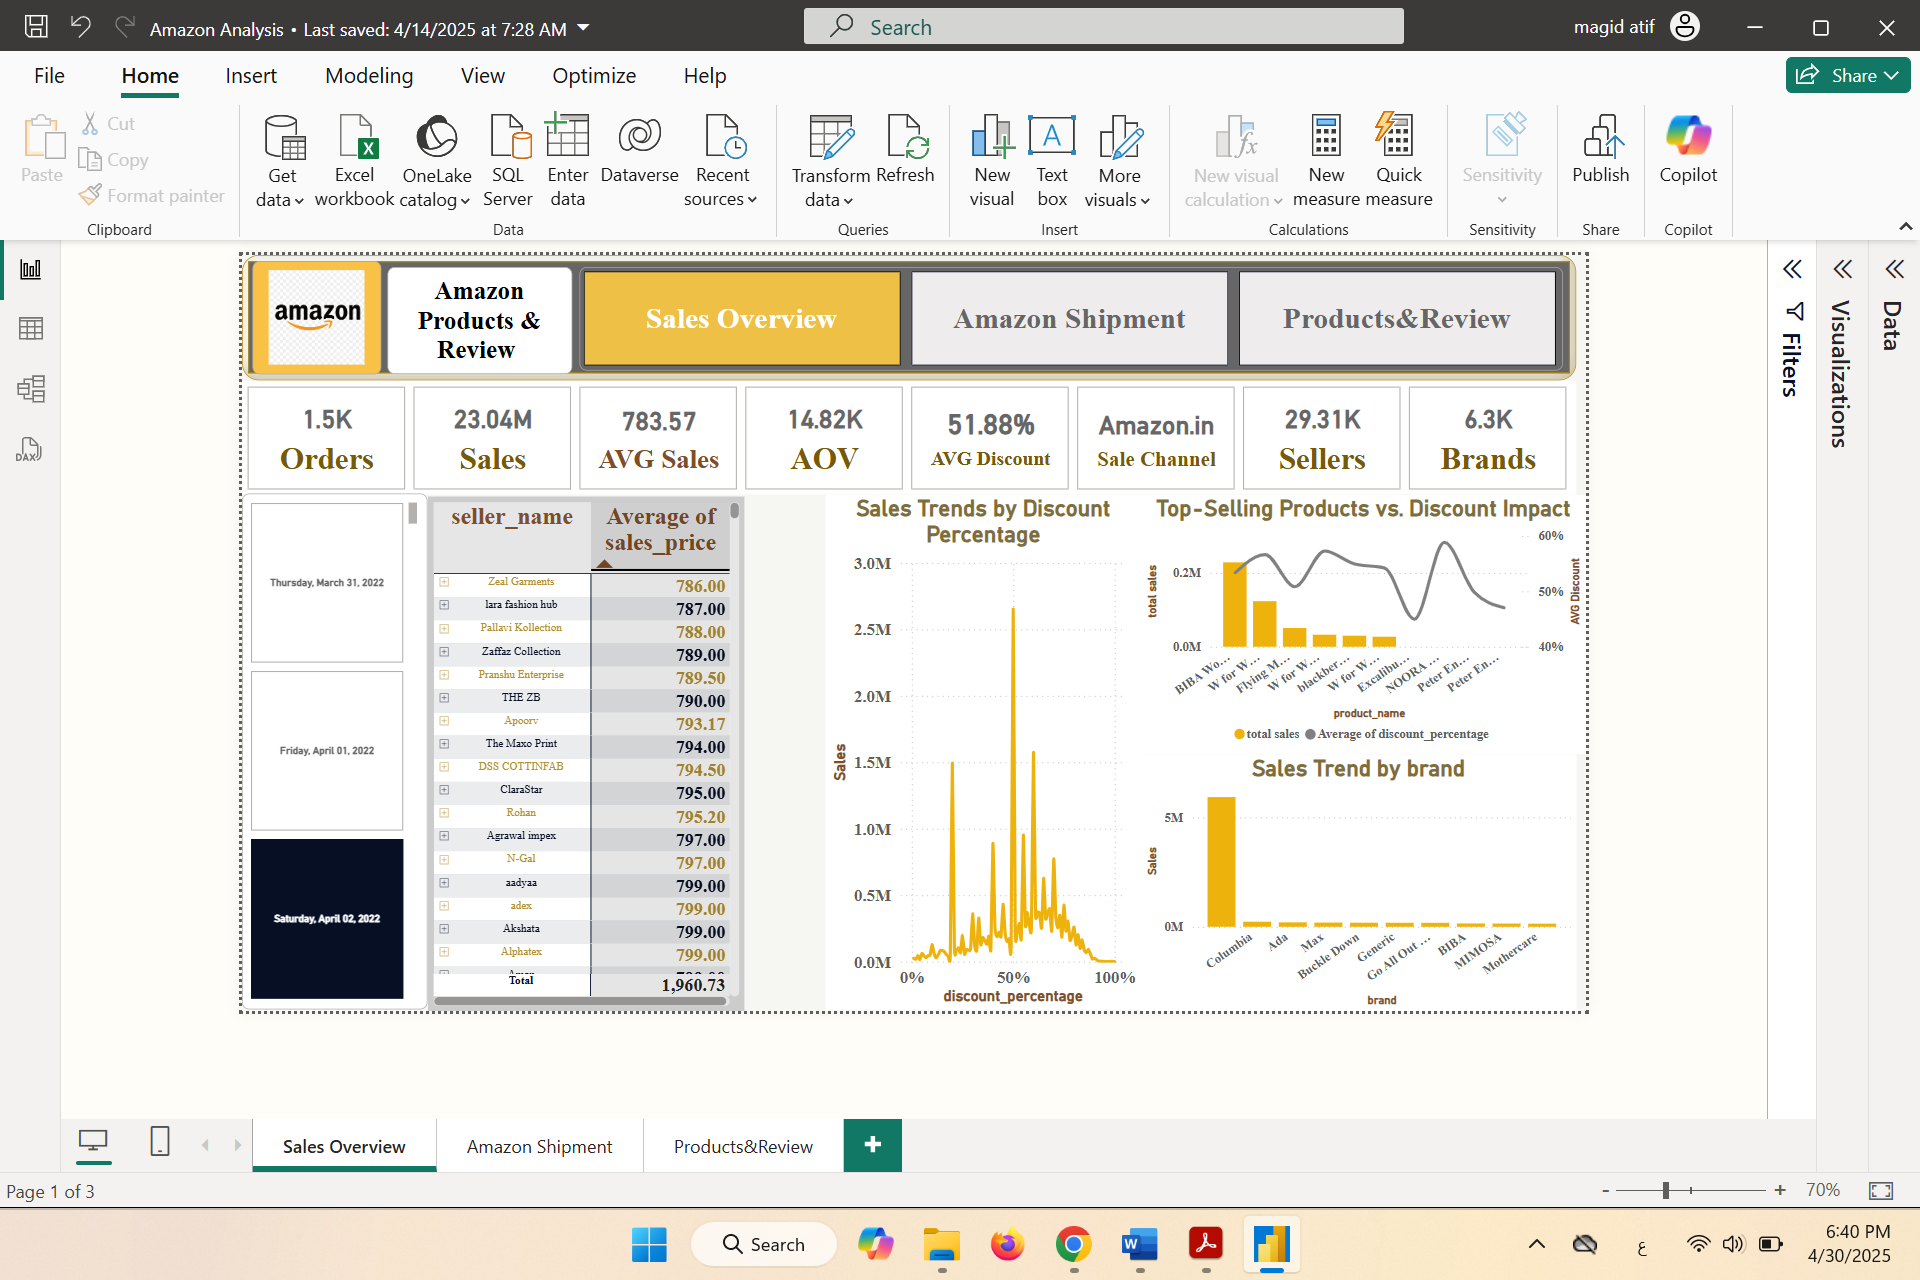 Amazon Analysis • Last saved: 4/14/2025 at 7:28 AM
Search
magid atif
File Home Insert Modeling View Optimize Help
Share
Paste
Cut
Copy
Format painter
Clipboard
Get data
Excel workbook
OneLake catalog
SQL Server
Enter data
Dataverse
Recent sources
Data
Transform data
Refresh
Queries
New visual
Text box
More visuals
Insert
New visual calculation
New measure
Quick measure
Calculations
Sensitivity
Sensitivity
Publish
Share
Copilot
Copilot
DAX
amazon
Amazon
Products &
Review
Sales Overview
Amazon Shipment
Products&Review
1.5K
Orders
23.04M
Sales
783.57
AVG Sales
14.82K
AOV
51.88%
AVG Discount
Amazon.in
Sale Channel
29.31K
Sellers
6.3K
Brands
Thursday, March 31, 2022
Friday, April 01, 2022
Saturday, April 02, 2022
seller_name Average of sales_price
Zeal Garments 786.00
lara fashion hub 787.00
Pallavi Kollection 788.00
Zaffaz Collection 789.00
Pranshu Enterprise 789.50
THE ZB 790.00
Apoorv 793.17
The Maxo Print 794.00
DSS COTTINFAB 794.50
ClaraStar 795.00
Rohan 795.20
Agrawal impex 797.00
N-Gal 797.00
aadyaa 799.00
adex 799.00
Akshata 799.00
Alphatex 799.00
Total 1,960.73
Sales Trends by Discount
Percentage
3.0M
2.5M
2.0M
1.5M
1.0M
0.5M
0.0M
Sales
0% 50% 100%
discount_percentage
Top-Selling Products vs. Discount Impact
total sales
0.2M
0.0M
60%
50%
40%
AVG Discount
BIBA Wo...
W for W...
Flying M...
W for W...
blackber...
W for W...
Excalibu...
NOORA ...
Peter En...
Peter En...
product_name
total sales Average of discount_percentage
Sales Trend by brand
5M
0M
Sales
Columbia
Ada
Max
Buckle Down
Generic
Go All Out ...
BIBA
MIMOSA
Mothercare
brand
Filters
Visualizations
Data
Sales Overview Amazon Shipment Products&Review +
Page 1 of 3
- + 70%
Search
ع
6:40 PM
4/30/2025